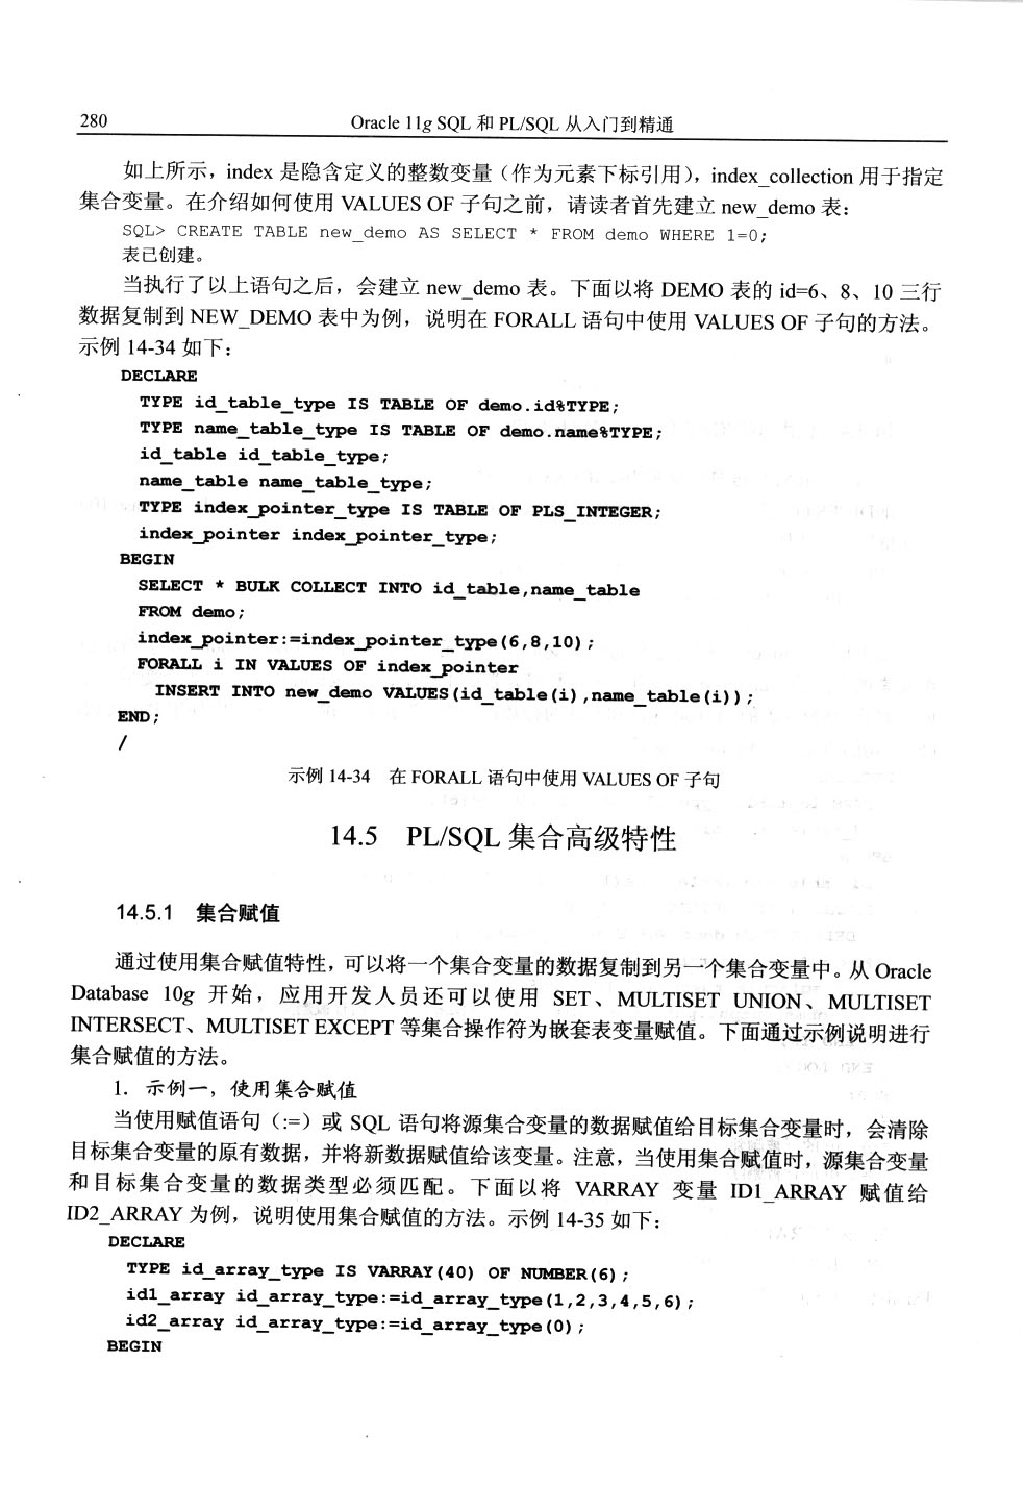 280
Oracle 11g SQL 和 PL/SQL 从入门到精通
如上所示，index 是隐含定义的整数变量（作为元素下标引用），index_collection 用于指定
集合变量。在介绍如何使用 VALUES OF 子句之前，请读者首先建立 new_demo 表：
SQL> CREATE TABLE new_demo AS SELECT * FROM demo WHERE 1=0;
表已创建。
当执行了以上语句之后，会建立 new_demo 表。下面以将 DEMO 表的 id=6、8、10 三行
数据复制到 NEW_DEMO 表中为例，说明在 FORALL 语句中使用 VALUES OF 子句的方法。
示例 14-34 如下：
DECLARE
TYPE id_table_type IS TABLE OF demo.id%TYPE;
TYPE name_table_type IS TABLE OF demo.name%TYPE;
id_table id_table_type;
name_table name_table_type;
TYPE index_pointer_type IS TABLE OF PLS_INTEGER;
index_pointer index_pointer_type;
BEGIN
SELECT * BULK COLLECT INTO id_table,name_table
FROM demo;
index_pointer:=index_pointer_type(6,8,10);
FORALL i IN VALUES OF index_pointer
INSERT INTO new_demo VALUES(id_table(i),name_table(i));
END;
/
示例 14-34 在 FORALL 语句中使用 VALUES OF 子句
14.5 PL/SQL 集合高级特性
14.5.1 集合赋值
通过使用集合赋值特性，可以将一个集合变量的数据复制到另一个集合变量中。从 Oracle
Database 10g 开始，应用开发人员还可以使用 SET、MULTISET UNION、MULTISET
INTERSECT、MULTISET EXCEPT 等集合操作符为嵌套表变量赋值。下面通过示例说明进行
集合赋值的方法。
1. 示例一，使用集合赋值
当使用赋值语句（:=）或 SQL 语句将源集合变量的数据赋值给目标集合变量时，会清除
目标集合变量的原有数据，并将新数据赋值给该变量。注意，当使用集合赋值时，源集合变量
和目标集合变量的数据类型必须匹配。下面以将 VARRAY 变量 ID1_ARRAY 赋值给
ID2_ARRAY 为例，说明使用集合赋值的方法。示例 14-35 如下：
DECLARE
TYPE id_array_type IS VARRAY(40) OF NUMBER(6);
id1_array id_array_type:=id_array_type(1,2,3,4,5,6);
id2_array id_array_type:=id_array_type(0);
BEGIN